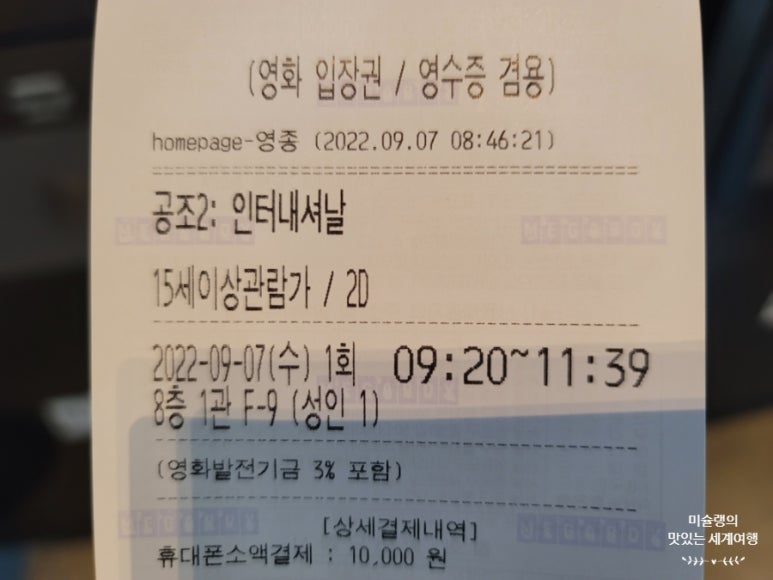 (영화 입장권 / 영수증 겸용)
homepage-영종 (2022.09.07 08:46:21)
공조2: 인터내셔날
15세이상관람가 / 2D
2022-09-07(수) 1회 09:20~11:39
8층 1관 F-9 (성인 1)
(영화발전기금 3% 포함)
[상세결제내역]
휴대폰소액결제 : 10,000 원
미슐랭의
맛있는 세계여행